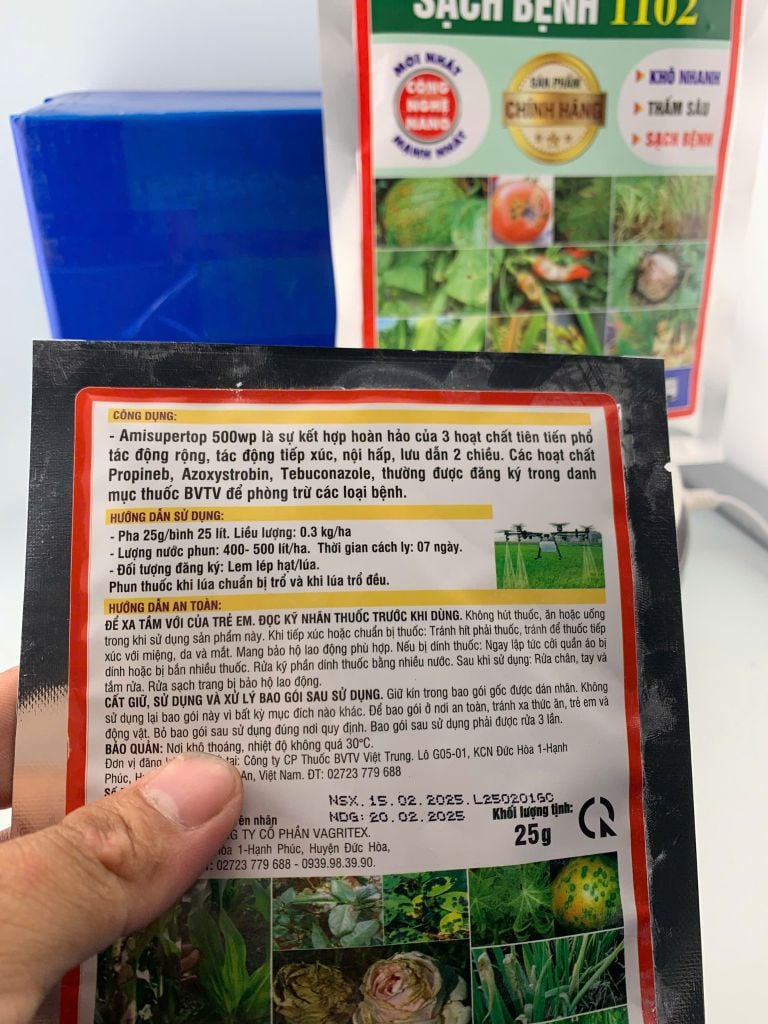 SẠCH BỆNH 1102
MỚI NHẤT
CÔNG
NGHỆ
NANO
MẠNH NHẤT
SẢN PHẨM
CHÍNH HÃNG
KHÔ NHANH
THẤM SÂU
SẠCH BỆNH
CÔNG DỤNG:
- Amisupertop 500wp là sự kết hợp hoàn hảo của 3 hoạt chất tiên tiến phổ
tác động rộng, tác động tiếp xúc, nội hấp, lưu dẫn 2 chiều. Các hoạt chất
Propineb, Azoxystrobin, Tebuconazole, thường được đăng ký trong danh
mục thuốc BVTV để phòng trừ các loại bệnh.
HƯỚNG DẪN SỬ DỤNG:
- Pha 25g/bình 25 lít. Liều lượng: 0.3 kg/ha
- Lượng nước phun: 400- 500 lít/ha. Thời gian cách ly: 07 ngày.
- Đối tượng đăng ký: Lem lép hạt/lúa.
Phun thuốc khi lúa chuẩn bị trổ và khi lúa trổ đều.
HƯỚNG DẪN AN TOÀN:
ĐỂ XA TẦM VỚI CỦA TRẺ EM. ĐỌC KỸ NHÃN THUỐC TRƯỚC KHI DÙNG. Không hút thuốc, ăn hoặc uống
trong khi sử dụng sản phẩm này. Khi tiếp xúc hoặc chuẩn bị thuốc: Tránh hít phải thuốc, tránh để thuốc tiếp
xúc với miệng, da và mắt. Mang bảo hộ lao động phù hợp. Nếu bị dính thuốc: Ngay lập tức cởi quần áo bị
dính hoặc bị bắn nhiều thuốc. Rửa kỹ phần dính thuốc bằng nhiều nước. Sau khi sử dụng: Rửa chân, tay và
tắm rửa. Rửa sạch trang bị bảo hộ lao động.
CẤT GIỮ, SỬ DỤNG VÀ XỬ LÝ BAO GÓI SAU SỬ DỤNG. Giữ kín trong bao gói gốc được dán nhãn. Không
sử dụng lại bao gói này vì bất kỳ mục đích nào khác. Để bao gói ở nơi an toàn, tránh xa thức ăn, trẻ em và
động vật. Bỏ bao gói sau sử dụng đúng nơi quy định. Bao gói sau sử dụng phải được rửa 3 lần.
BẢO QUẢN: Nơi khô thoáng, nhiệt độ không quá 30°C.
Đơn vị đăng tại: Công ty CP Thuốc BVTV Việt Trung. Lô G05-01, KCN Đức Hòa 1-Hạnh
Phúc, An, Việt Nam. ĐT: 02723 779 688
NSX. 15.02.2025. L250201GC
NDG: 20.02.2025
Khối lượng tịnh:
25g
nhãn
TY CỔ PHẦN VAGRITEX.
1-Hạnh Phúc, Huyện Đức Hòa,
02723 779 688 - 0939.98.39.90.